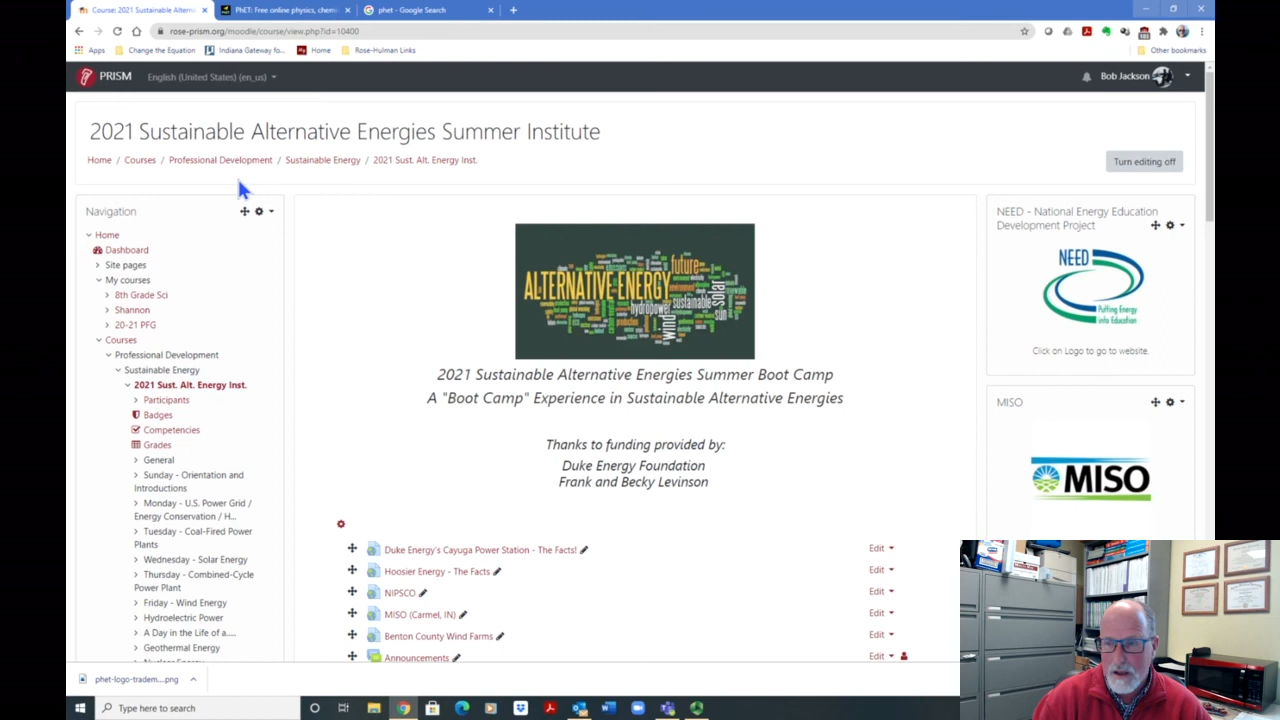 Course: 2021 Sustainable Altern
PhET: Free online physics, chem
phet - Google Search
rose-prism.org/moodle/course/view.php?id=10400
Apps
Change the Equation
Indiana Gateway fo...
Home
Rose-Hulman Links
Other bookmarks
PRISM
English (United States) (en_us)
Bob Jackson
2021 Sustainable Alternative Energies Summer Institute
Home / Courses / Professional Development / Sustainable Energy / 2021 Sust. Alt. Energy Inst.
Turn editing off
Navigation
Home
Dashboard
Site pages
My courses
8th Grade Sci
Shannon
20-21 PFG
Courses
Professional Development
Sustainable Energy
2021 Sust. Alt. Energy Inst.
Participants
Badges
Competencies
Grades
General
Sunday - Orientation and
Introductions
Monday - U.S. Power Grid /
Energy Conservation / H...
Tuesday - Coal-Fired Power
Plants
Wednesday - Solar Energy
Thursday - Combined-Cycle
Power Plant
Friday - Wind Energy
Hydroelectric Power
A Day in the Life of a.....
Geothermal Energy
ALTERNATIVE ENERGY
future
hydropower
sustainable
solar
sun
wind
2021 Sustainable Alternative Energies Summer Boot Camp
A "Boot Camp" Experience in Sustainable Alternative Energies
Thanks to funding provided by:
Duke Energy Foundation
Frank and Becky Levinson
Duke Energy's Cayuga Power Station - The Facts! Edit
Hoosier Energy - The Facts Edit
NIPSCO Edit
MISO (Carmel, IN) Edit
Benton County Wind Farms Edit
Announcements Edit
NEED - National Energy Education
Development Project
NEED
Putting Energy
into Education
Click on Logo to go to website.
MISO
MISO
phet-logo-tradem....png
Type here to search